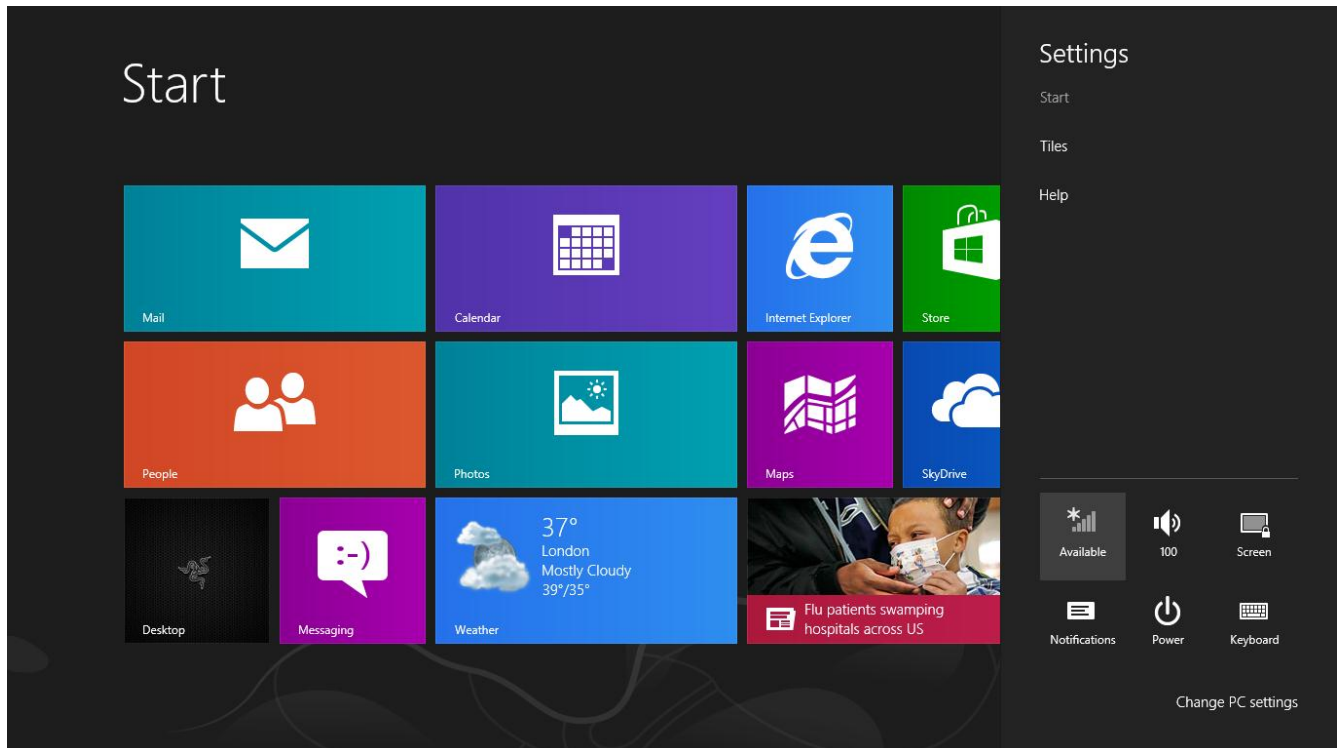 Start
Mail
Calendar
Internet Explorer
Store
People
Photos
Maps
SkyDrive
Desktop
:-)
Messaging
37°
London
Mostly Cloudy
39°/35°
Weather
Flu patients swamping
hospitals across US
Settings
Start
Tiles
Help
Available
100
Screen
Notifications
Power
Keyboard
Change PC settings